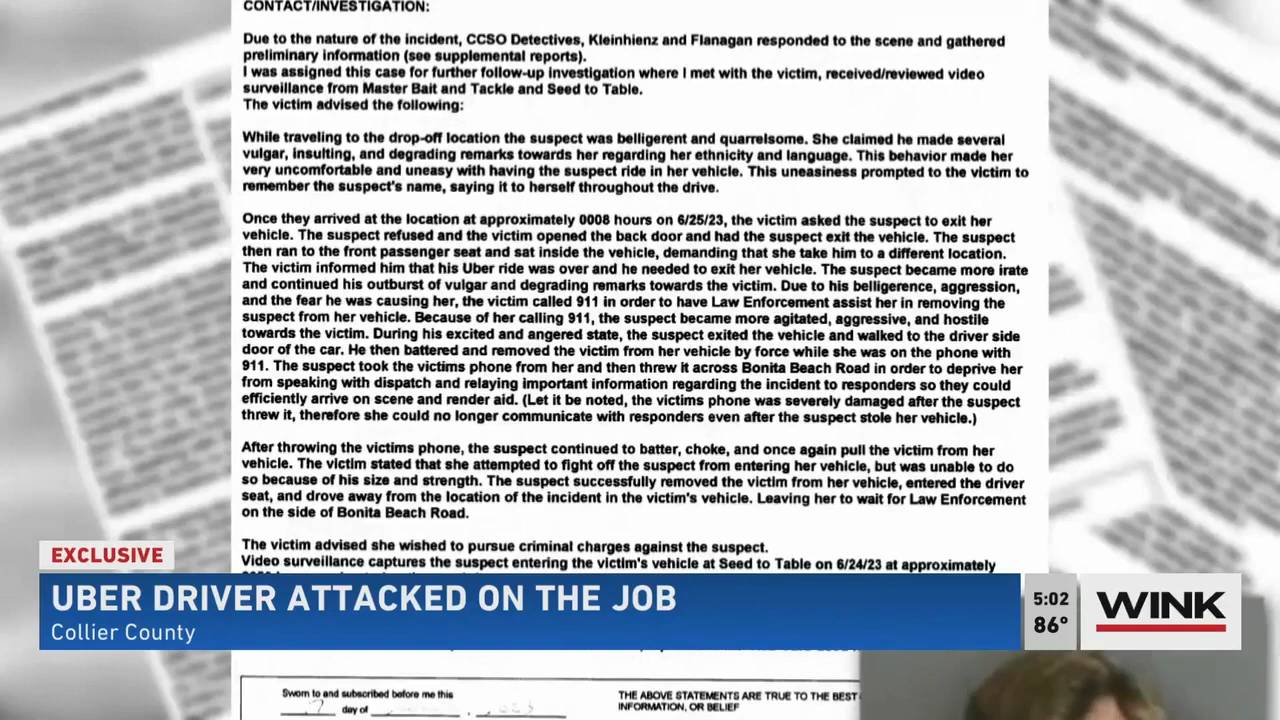 CONTACT/INVESTIGATION:
Due to the nature of the incident, CCSO Detectives, Kleinhienz and Flanagan responded to the scene and gathered
preliminary information (see supplemental reports).
I was assigned this case for further follow-up investigation where I met with the victim, received/reviewed video
surveillance from Master Bait and Tackle and Seed to Table.
The victim advised the following:
While traveling to the drop-off location the suspect was belligerent and quarrelsome. She claimed he made several
vulgar, insulting, and degrading remarks towards her regarding her ethnicity and language. This behavior made her
very uncomfortable and uneasy with having the suspect ride in her vehicle. This uneasiness prompted to the victim to
remember the suspect's name, saying it to herself throughout the drive.
Once they arrived at the location at approximately 0008 hours on 6/25/23, the victim asked the suspect to exit her
vehicle. The suspect refused and the victim opened the back door and had the suspect exit the vehicle. The suspect
then ran to the front passenger seat and sat inside the vehicle, demanding that she take him to a different location.
The victim informed him that his Uber ride was over and he needed to exit her vehicle. The suspect became more irate
and continued his outburst of vulgar and degrading remarks towards the victim. Due to his belligerence, aggression,
and the fear he was causing her, the victim called 911 in order to have Law Enforcement assist her in removing the
suspect from her vehicle. Because of her calling 911, the suspect became more agitated, aggressive, and hostile
towards the victim. During his excited and angered state, the suspect exited the vehicle and walked to the driver side
door of the car. He then battered and removed the victim from her vehicle by force while she was on the phone with
911. The suspect took the victims phone from her and then threw it across Bonita Beach Road in order to deprive her
from speaking with dispatch and relaying important information regarding the incident to responders so they could
efficiently arrive on scene and render aid. (Let it be noted, the victims phone was severely damaged after the suspect
threw it, therefore she could no longer communicate with responders even after the suspect stole her vehicle.)
After throwing the victims phone, the suspect continued to batter, choke, and once again pull the victim from her
vehicle. The victim stated that she attempted to fight off the suspect from entering her vehicle, but was unable to do
so because of his size and strength. The suspect successfully removed the victim from her vehicle, entered the driver
seat, and drove away from the location of the incident in the victim's vehicle. Leaving her to wait for Law Enforcement
on the side of Bonita Beach Road.
The victim advised she wished to pursue criminal charges against the suspect.
Video surveillance captures the suspect entering the victim's vehicle at Seed to Table on 6/24/23 at approximately
EXCLUSIVE
UBER DRIVER ATTACKED ON THE JOB
Collier County
5:02
86°
WINK
Sworn to and subscribed before me this
day of
THE ABOVE STATEMENTS ARE TRUE TO THE BEST
INFORMATION, OR BELIEF